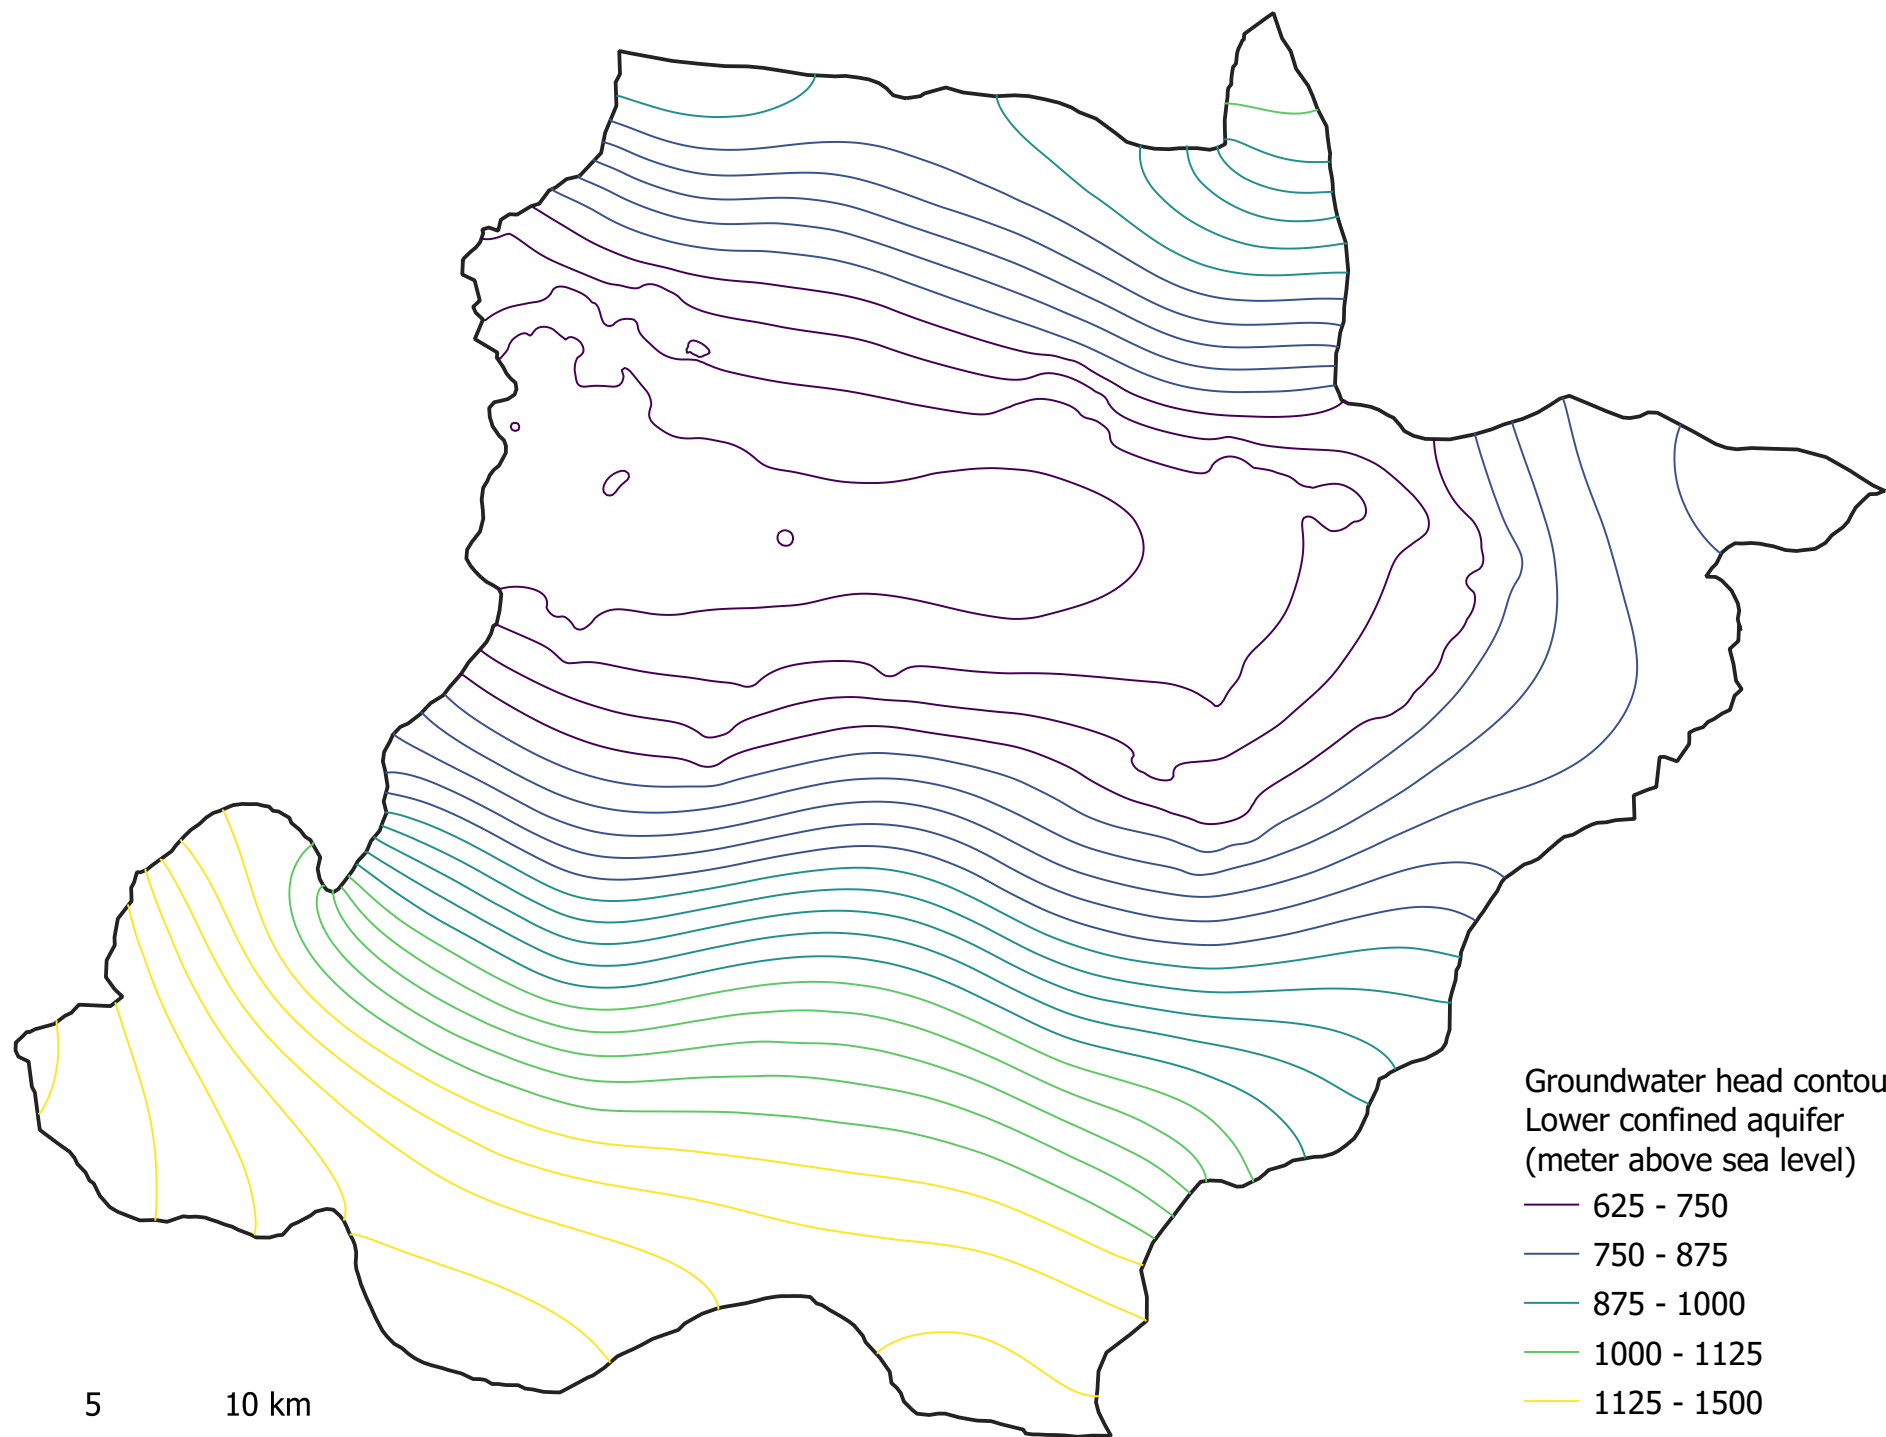 Groundwater head contou
Lower confined aquifer
(meter above sea level)
625 - 750
750 - 875
875 - 1000
1000 - 1125
1125 - 1500
5 10 km